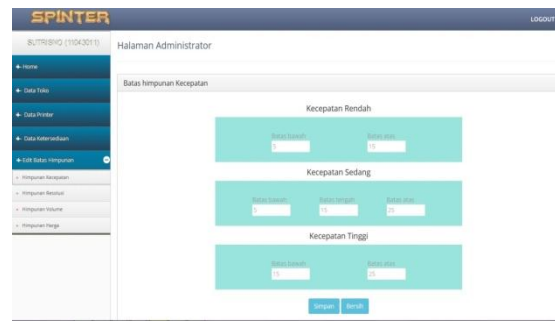 SPINTER
LOGOUT
SUTRISNO (11043011)
Halaman Administrator
Home
Data Toko
Data Printer
Data Ketersediaan
Edit Batas Himpunan
Himpunan Kecepatan
Himpunan Resolusi
Himpunan Volume
Himpunan Harga
Batas himpunan Kecepatan
Kecepatan Rendah
Batas bawah Batas atas
5 15
Kecepatan Sedang
Batas bawah Batas tengah Batas atas
5 15 25
Kecepatan Tinggi
Batas bawah Batas atas
15 25
Simpan Bersih